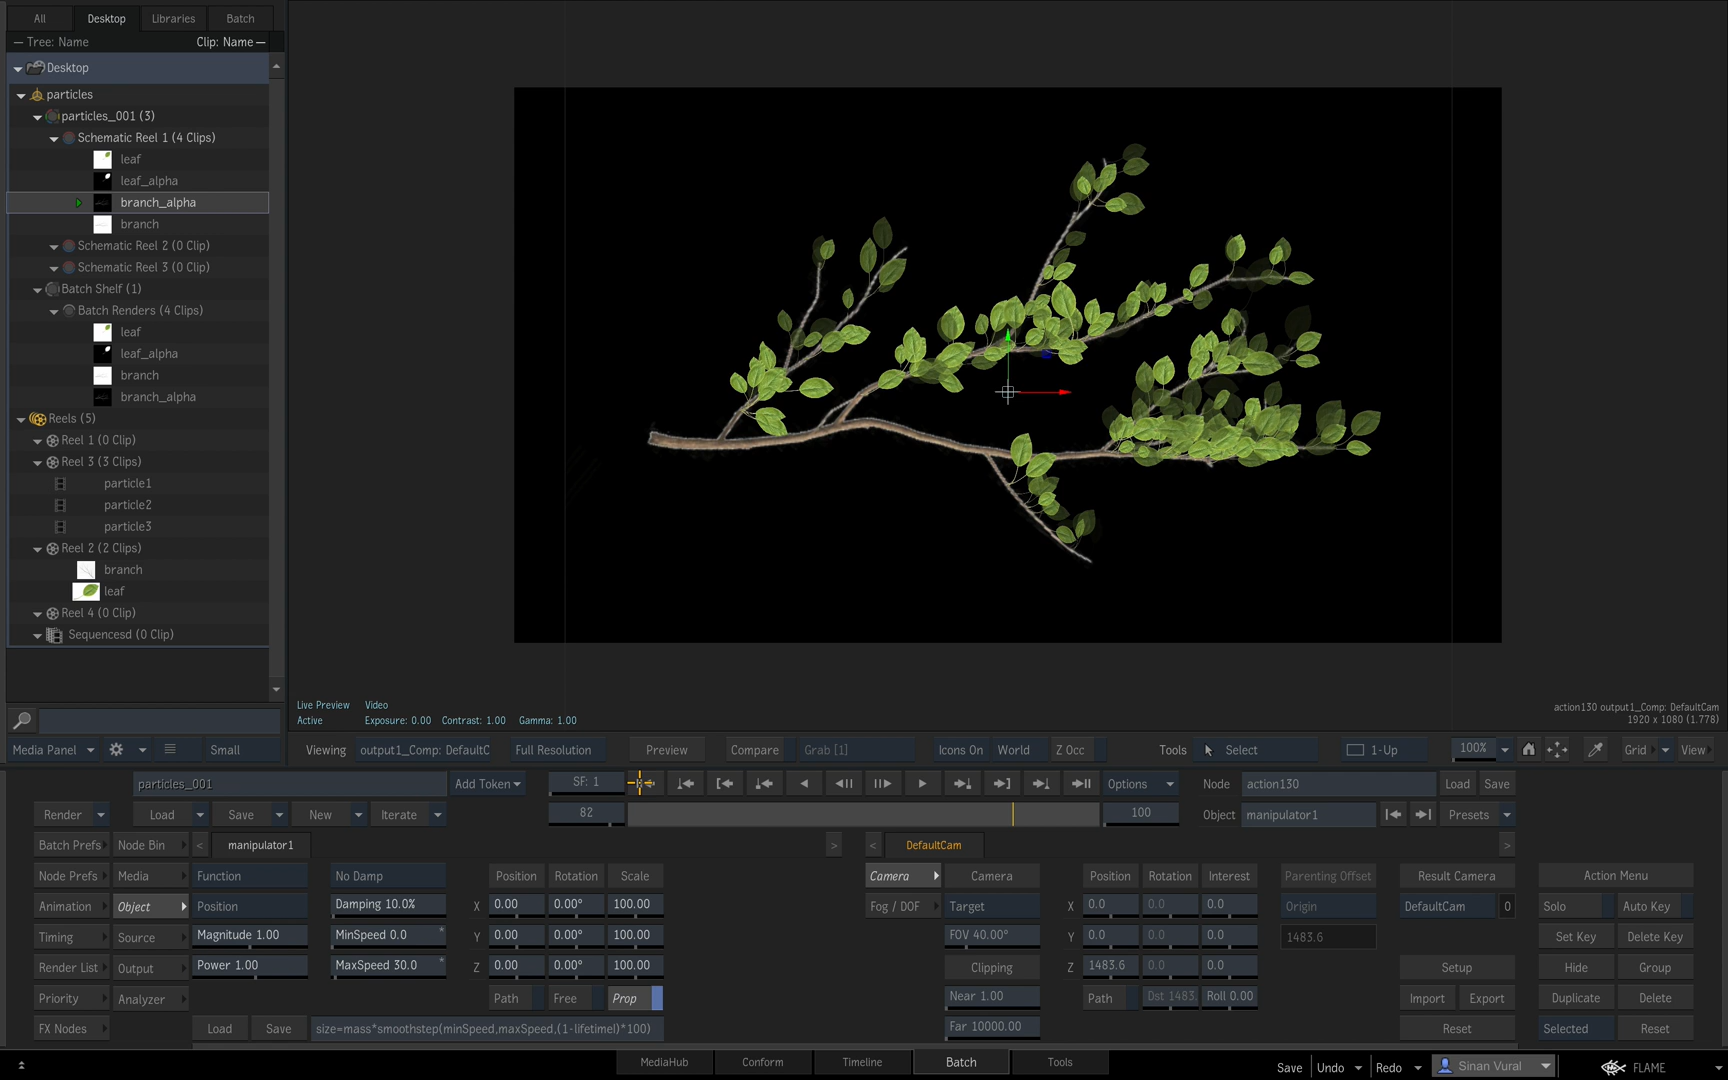 All Desktop Libraries Batch
Tree: Name Clip: Name
Desktop
particles
particles_001 (3)
Schematic Reel 1 (4 Clips)
leaf
leaf_alpha
branch_alpha
branch
Schematic Reel 2 (0 Clip)
Schematic Reel 3 (0 Clip)
Batch Shelf (1)
Batch Renders (4 Clips)
leaf
leaf_alpha
branch
branch_alpha
Reels (5)
Reel 1 (0 Clip)
Reel 3 (3 Clips)
particle1
particle2
particle3
Reel 2 (2 Clips)
branch
leaf
Reel 4 (0 Clip)
Sequencesd (0 Clip)
Live Preview Video
Active Exposure: 0.00 Contrast: 1.00 Gamma: 1.00
action130 output1_Comp: DefaultCam
1920 x 1080 (1.778)
Media Panel Small Viewing output1_Comp: DefaultC Full Resolution Preview Compare Grab [1] Icons On World Z Occ Tools Select 1-Up 100% Grid View
particles_001 Add Token SF: 1 Options Node action130 Load Save
Render Load Save New Iterate 82 100 Object manipulator1 Presets
Batch Prefs Node Bin < manipulator1 > < DefaultCam >
Node Prefs Media Function No Damp Position Rotation Scale Camera Camera Position Rotation Interest Parenting Offset Result Camera Action Menu
Animation Object Position Damping 10.0% X 0.00 0.00° 100.00 Fog / DOF Target X 0.0 0.0 0.0 Origin DefaultCam 0 Solo Auto Key
Timing Source Magnitude 1.00 MinSpeed 0.0 * Y 0.00 0.00° 100.00 FOV 40.00° Y 0.0 0.0 0.0 1483.6 Set Key Delete Key
Render List Output Power 1.00 MaxSpeed 30.0 * Z 0.00 0.00° 100.00 Clipping Z 1483.6 0.0 0.0 Setup Hide Group
Priority Analyzer Path Free Prop Near 1.00 Path Dst 1483. Roll 0.00 Import Export Duplicate Delete
FX Nodes Load Save size=mass*smoothstep(minSpeed,maxSpeed,(1-lifetimel)*100) Far 10000.00 Reset Selected Reset
MediaHub Conform Timeline Batch Tools Save Undo Redo Sinan Vural FLAME